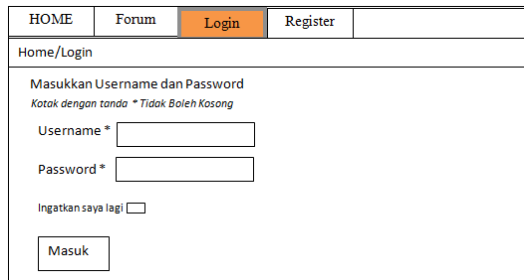 HOME Forum Login Register
Home/Login
Masukkan Username dan Password
Kotak dengan tanda * Tidak Boleh Kosong
Username *
Password *
Ingatkan saya lagi
Masuk